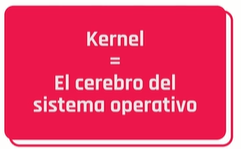 Kernel
=
El cerebro del
sistema operativo